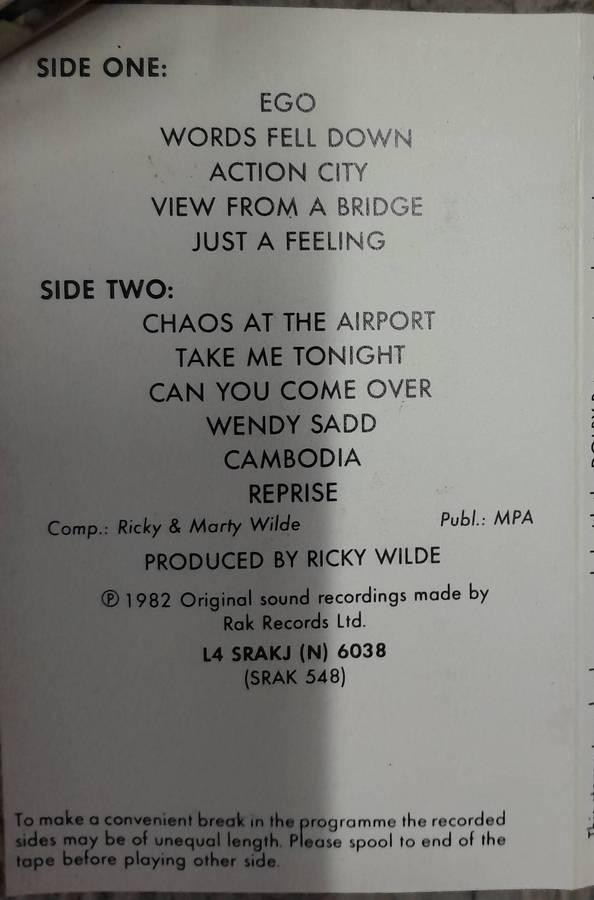 SIDE ONE:
EGO
WORDS FELL DOWN
ACTION CITY
VIEW FROM A BRIDGE
JUST A FEELING
SIDE TWO:
CHAOS AT THE AIRPORT
TAKE ME TONIGHT
CAN YOU COME OVER
WENDY SADD
CAMBODIA
REPRISE
Comp.: Ricky & Marty Wilde Publ.: MPA
PRODUCED BY RICKY WILDE
℗ 1982 Original sound recordings made by
Rak Records Ltd.
L4 SRAKJ (N) 6038
(SRAK 548)
To make a convenient break in the programme the recorded
sides may be of unequal length. Please spool to end of the
tape before playing other side.